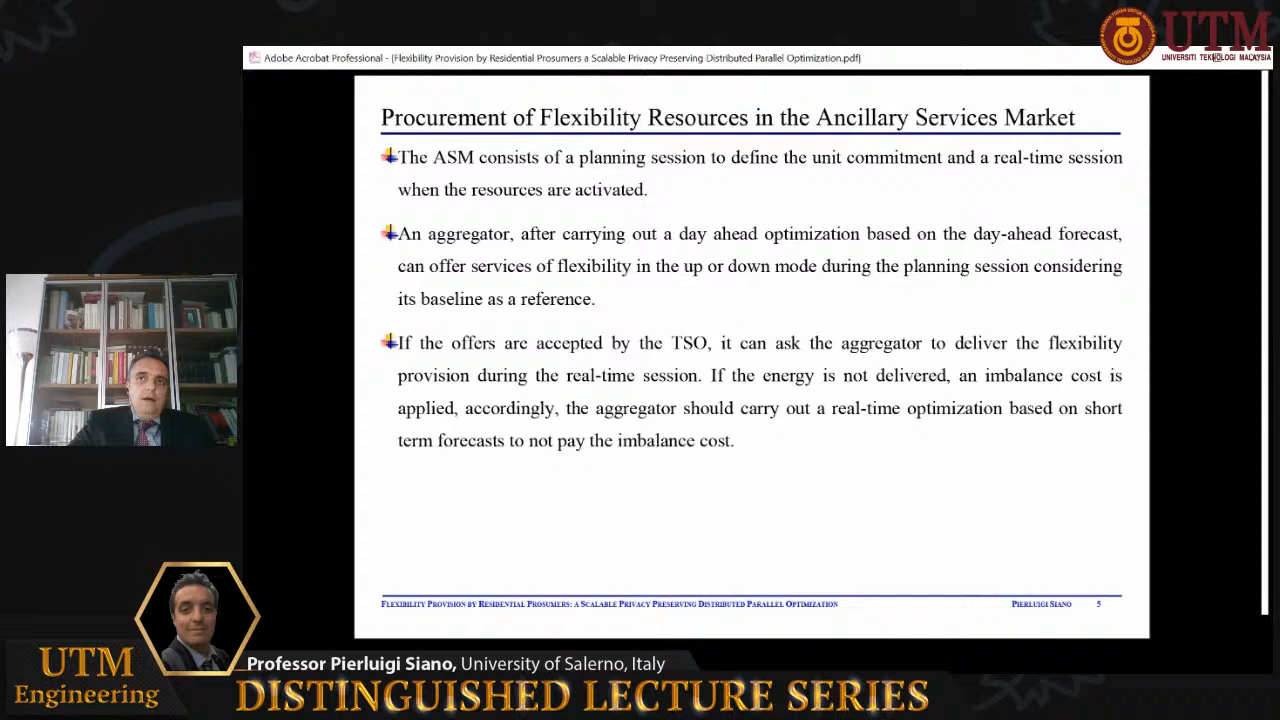 UTM
UNIVERSITI TEKNOLOGI MALAYSIA
Adobe Acrobat Professional - [Flexibility Provision by Residential Prosumers a Scalable Privacy Preserving Distributed Parallel Optimization.pdf]
Procurement of Flexibility Resources in the Ancillary Services Market
The ASM consists of a planning session to define the unit commitment and a real-time session
when the resources are activated.
An aggregator, after carrying out a day ahead optimization based on the day-ahead forecast,
can offer services of flexibility in the up or down mode during the planning session considering
its baseline as a reference.
If the offers are accepted by the TSO, it can ask the aggregator to deliver the flexibility
provision during the real-time session. If the energy is not delivered, an imbalance cost is
applied, accordingly, the aggregator should carry out a real-time optimization based on short
term forecasts to not pay the imbalance cost.
FLEXIBILITY PROVISION BY RESIDENTIAL PROSUMERS: A SCALABLE PRIVACY PRESERVING DISTRIBUTED PARALLEL OPTIMIZATION PIERLUIGI SIANO 5
UTM
Engineering
Professor Pierluigi Siano, University of Salerno, Italy
DISTINGUISHED LECTURE SERIES